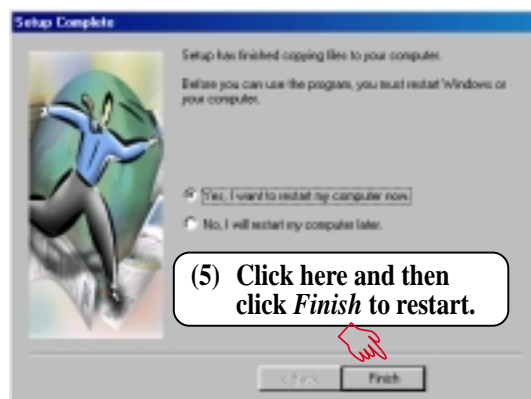 Setup Complete
Setup has finished copying files to your computer.
Before you can use the program, you must restart Windows or
your computer.
Yes, I want to restart my computer now.
No, I will restart my computer later.
(5) Click here and then
click Finish to restart.
< Back
Finish